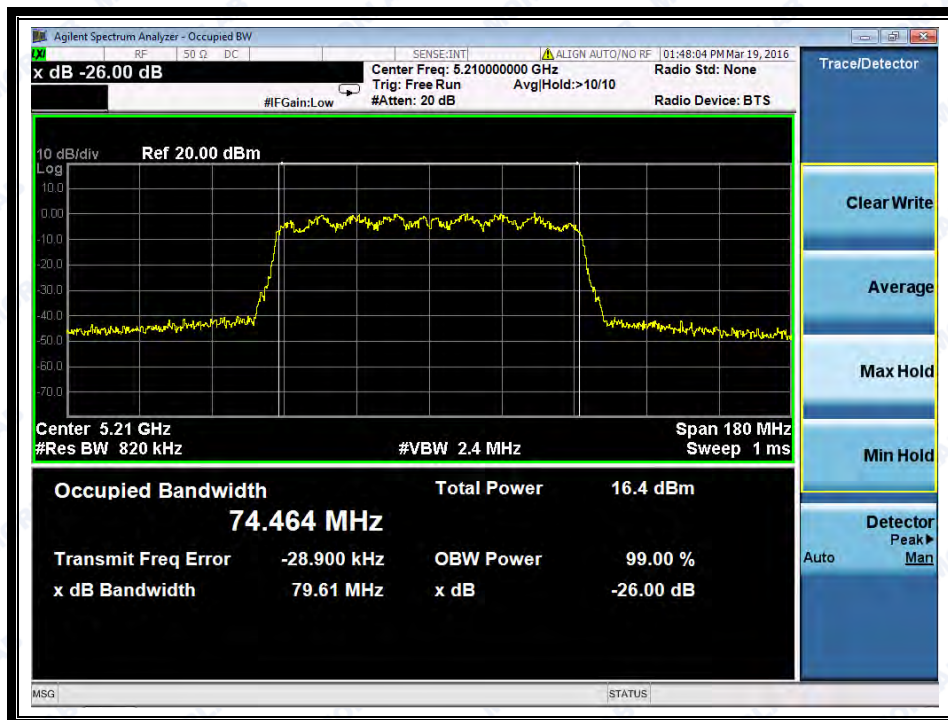 Agilent Spectrum Analyzer - Occupied BW
LXI RF 50 Ω DC SENSE:INT ALIGN AUTO/NO RF 01:48:04 PM Mar 19, 2016
x dB -26.00 dB
Center Freq: 5.210000000 GHz
Radio Std: None
Trig: Free Run Avg|Hold:>10/10
#IFGain:Low #Atten: 20 dB Radio Device: BTS
Trace/Detector
10 dB/div Ref 20.00 dBm
Log
10.0
0.00
-10.0
-20.0
-30.0
-40.0
-50.0
-60.0
-70.0
Center 5.21 GHz Span 180 MHz
#Res BW 820 kHz #VBW 2.4 MHz Sweep 1 ms
Clear Write
Average
Max Hold
Min Hold
Detector
Peak▶
Auto Man
Occupied Bandwidth Total Power 16.4 dBm
74.464 MHz
Transmit Freq Error -28.900 kHz OBW Power 99.00 %
x dB Bandwidth 79.61 MHz x dB -26.00 dB
MSG STATUS